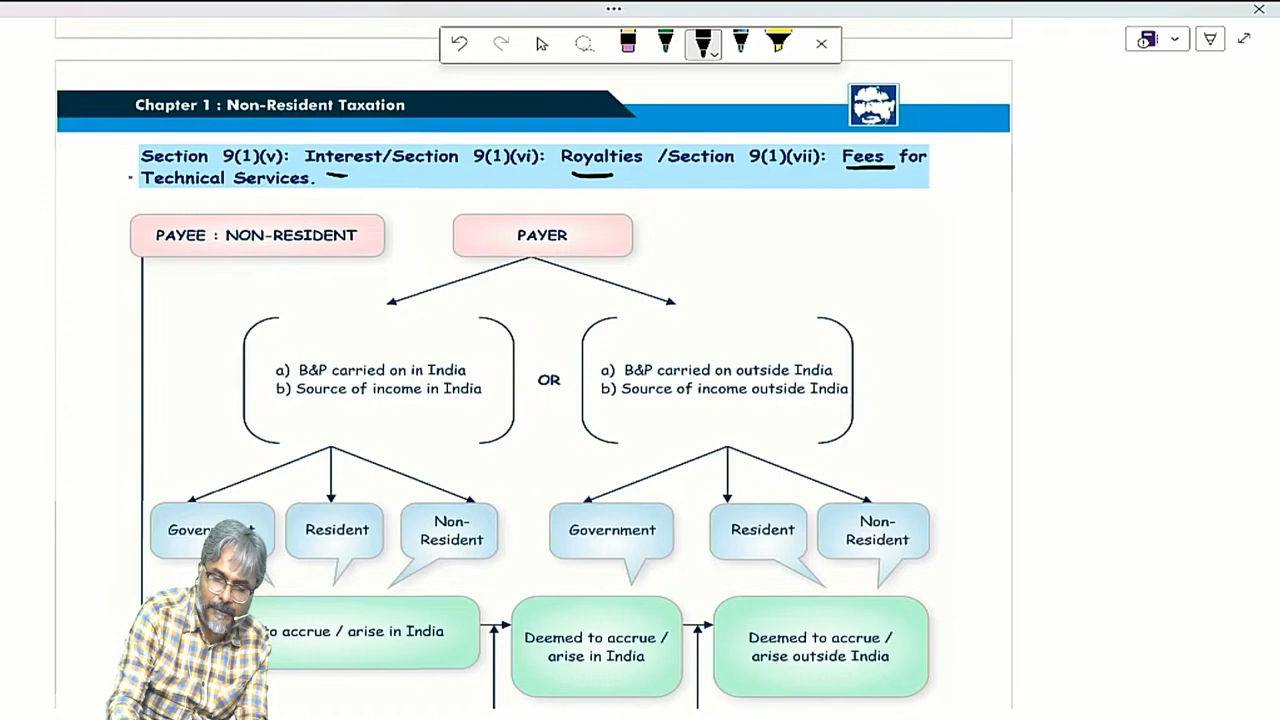 Chapter 1 : Non-Resident Taxation
Section 9(1)(v): Interest/Section 9(1)(vi): Royalties /Section 9(1)(vii): Fees for
Technical Services.
PAYEE : NON-RESIDENT
PAYER
a) B&P carried on in India
b) Source of income in India
OR
a) B&P carried on outside India
b) Source of income outside India
Resident
Non-
Resident
Government
Resident
Non-
Resident
to accrue / arise in India
Deemed to accrue /
arise in India
Deemed to accrue /
arise outside India